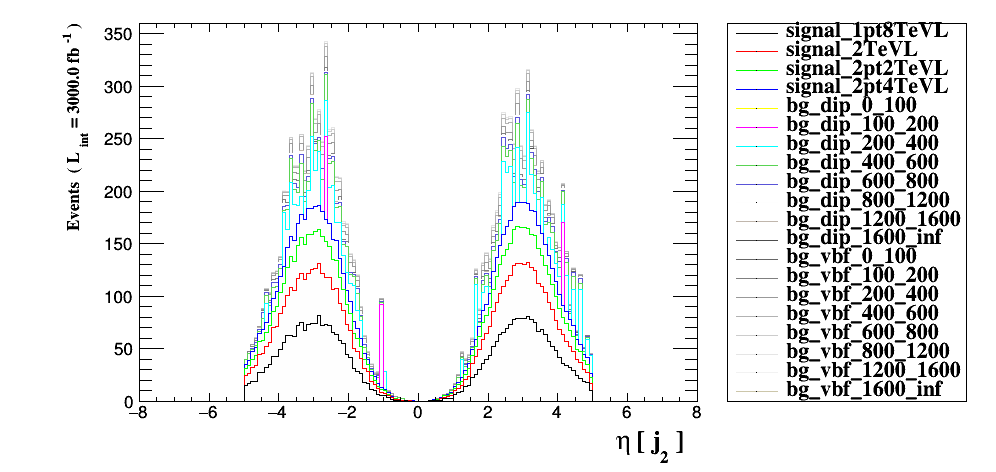 Events ( L int = 3000.0 fb -1 )
350
300
250
200
150
100
50
0
−8 −6 −4 −2 0 2 4 6 8
η [ j2 ]
signal_1pt8TeVL
signal_2TeVL
signal_2pt2TeVL
signal_2pt4TeVL
bg_dip_0_100
bg_dip_100_200
bg_dip_200_400
bg_dip_400_600
bg_dip_600_800
bg_dip_800_1200
bg_dip_1200_1600
bg_dip_1600_inf
bg_vbf_0_100
bg_vbf_100_200
bg_vbf_200_400
bg_vbf_400_600
bg_vbf_600_800
bg_vbf_800_1200
bg_vbf_1200_1600
bg_vbf_1600_inf